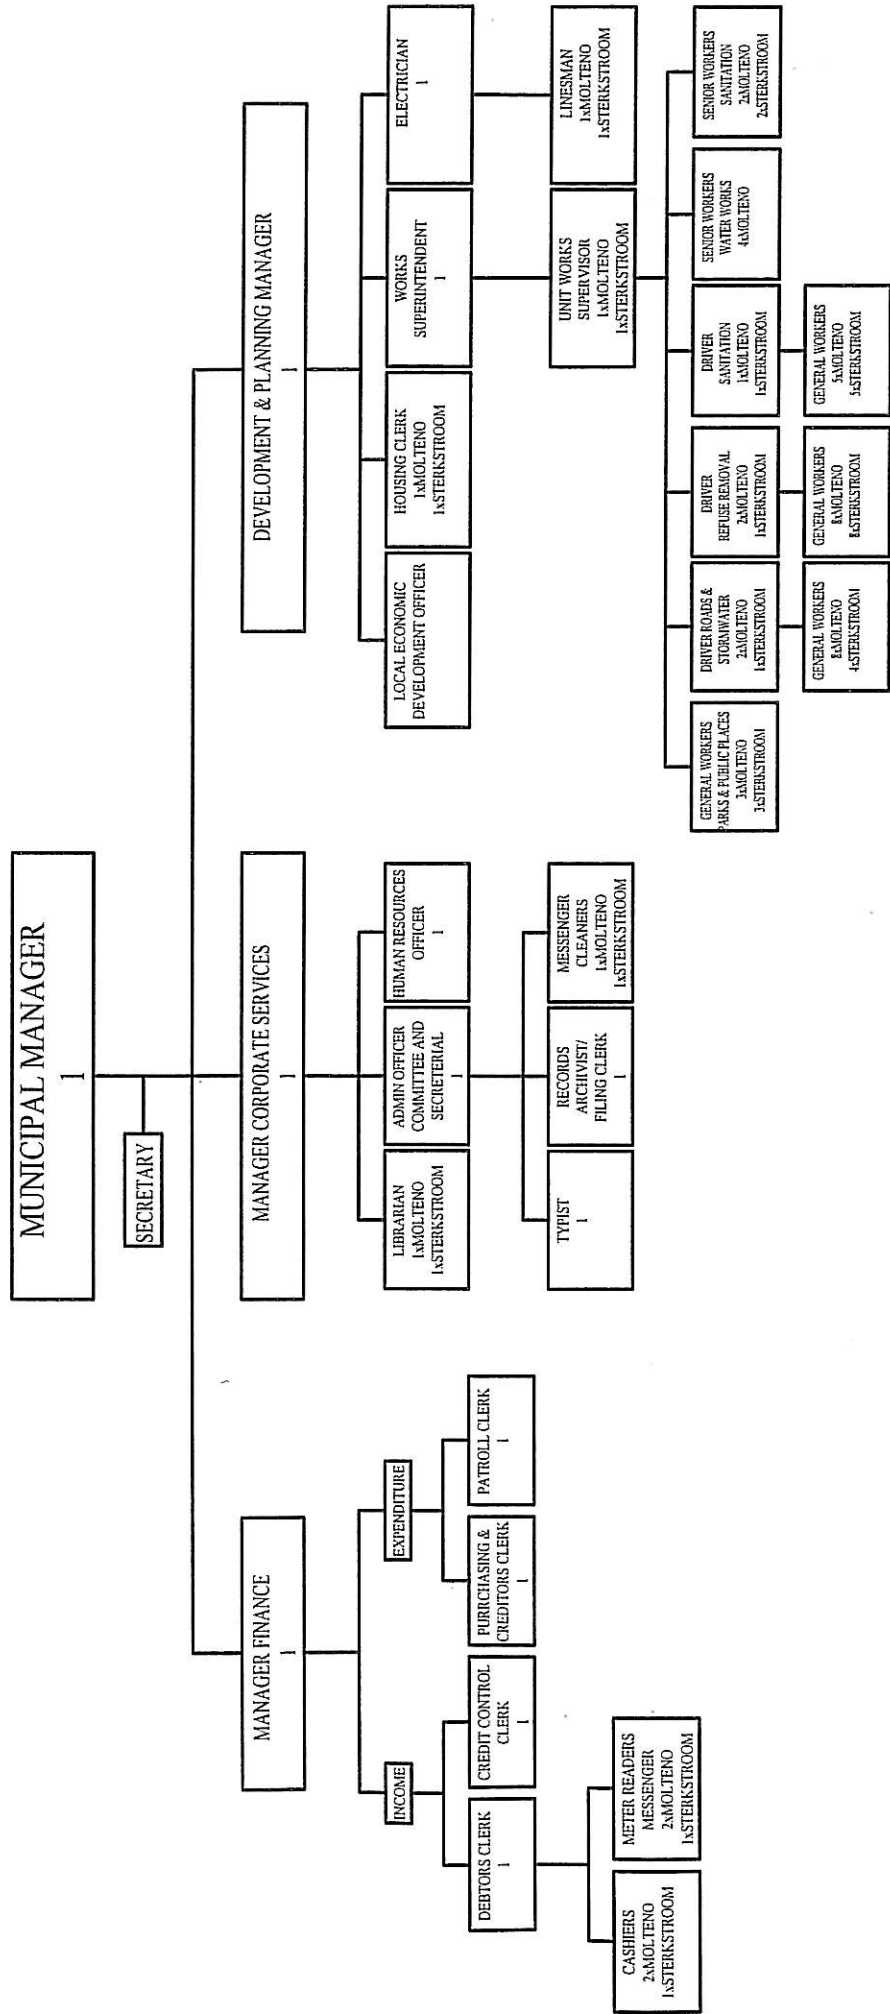 MUNICIPAL MANAGER
1
SECRETARY
MANAGER FINANCE
1
MANAGER CORPORATE SERVICES
1
DEVELOPMENT & PLANNING MANAGER
1
INCOME
EXPENDITURE
DEBTORS CLERK
1
CREDIT CONTROL
CLERK
1
PURRCHASING &
CREDITORS CLERK
1
PATROLL CLERK
1
CASHIERS
2xMOLTENO
1xSTERKSTROOM
METER READERS
MESSENGER
2xMOLTENO
1xSTERKSTROOM
LIBRARIAN
1xMOLTENO
1xSTERKSTROOM
ADMIN OFFICER
COMMITTEE AND
SECRETERIAL
1
HUMAN RESOURCES
OFFICER
1
TYPIST
1
RECORDS
ARCHIVIST/
FILING CLERK
1
MESSENGER
CLEANERS
1xMOLTENO
1xSTERKSTROOM
LOCAL ECONOMIC
DEVELOPMENT OFFICER
HOUSING CLERK
1xMOLTENO
1xSTERKSTROOM
WORKS
SUPERINTENDENT
1
ELECTRICIAN
1
UNIT WORKS
SUPERVISOR
1xMOLTENO
1xSTERKSTROOM
LINESMAN
1xMOLTENO
1xSTERKSTROOM
GENERAL WORKERS
PARKS & PUBLIC PLACES
3xMOLTENO
3xSTERKSTROOM
DRIVER ROADS &
STORMWATER
2xMOLTENO
1xSTERKSTROOM
DRIVER
REFUSE REMOVAL
2xMOLTENO
1xSTERKSTROOM
DRIVER
SANITATION
1xMOLTENO
1xSTERKSTROOM
SENIOR WORKERS
WATER WORKS
4xMOLTENO
SENIOR WORKERS
SANITATION
2xMOLTENO
2xSTERKSTROOM
GENERAL WORKERS
8xMOLTENO
4xSTERKSTROOM
GENERAL WORKERS
8xMOLTENO
8xSTERKSTROOM
GENERAL WORKERS
5xMOLTENO
5xSTERKSTROOM